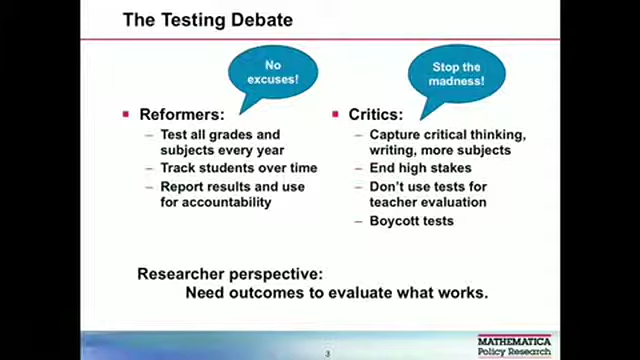 The Testing Debate
No
excuses!
Stop the
madness!
▪ Reformers:
– Test all grades and
subjects every year
– Track students over time
– Report results and use
for accountability
▪ Critics:
– Capture critical thinking,
writing, more subjects
– End high stakes
– Don't use tests for
teacher evaluation
– Boycott tests
Researcher perspective:
Need outcomes to evaluate what works.
3
MATHEMATICA
Policy Research